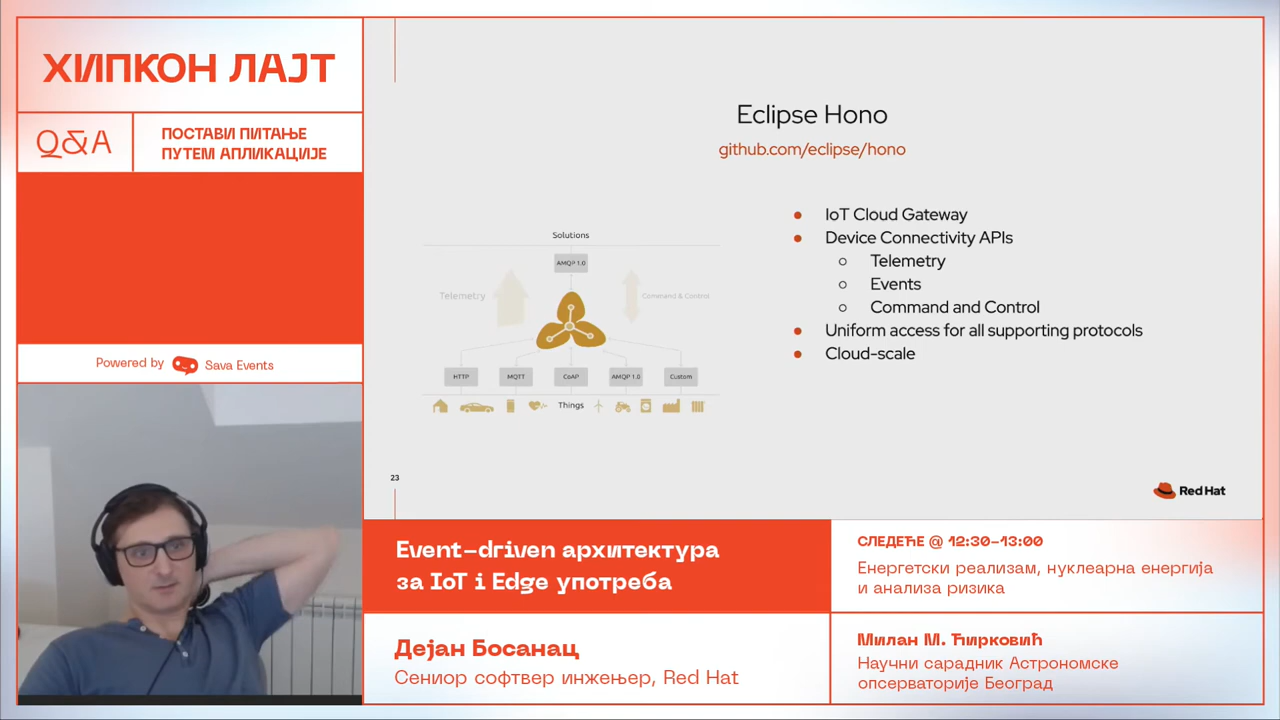 ХИПКОН ЛАЈТ
Q&A
ПОСТАВИ ПИТАЊЕ
ПУТЕМ АПЛИКАЦИЈЕ
Powered by Sava Events
Eclipse Hono
github.com/eclipse/hono
Solutions
AMQP 1.0
Telemetry
Command & Control
HTTP
MQTT
CoAP
AMQP 1.0
Custom
Things
● IoT Cloud Gateway
● Device Connectivity APIs
○ Telemetry
○ Events
○ Command and Control
● Uniform access for all supporting protocols
● Cloud-scale
23
Red Hat
Event-driven архитектура
за IoT i Edge употреба
Дејан Босанац
Сениор софтвер инжењер, Red Hat
СЛЕДЕЋЕ @ 12:30-13:00
Енергетски реализам, нуклеарна енергија
и анализа ризика
Милан М. Ћирковић
Научни сарадник Астрономске
опсерваторије Београд